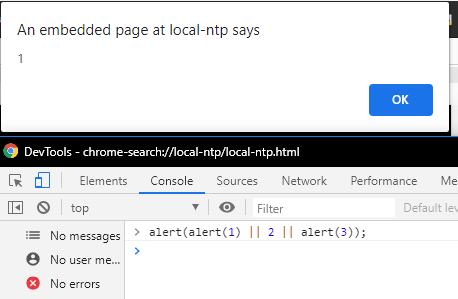 An embedded page at local-ntp says
1
OK
DevTools - chrome-search://local-ntp/local-ntp.html
Elements Console Sources Network Performance Me
top Filter Default lev
No messages
> alert(alert(1) || 2 || alert(3));
No user me...
>
No errors